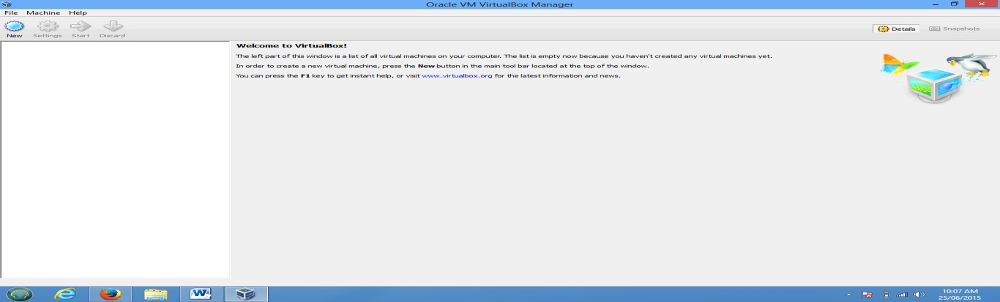 Oracle VM VirtualBox Manager
File Machine Help
New Settings Start Discard
Details Snapshots
Welcome to VirtualBox!
The left part of this window is a list of all virtual machines on your computer. The list is empty now because you haven't created any virtual machines yet.
In order to create a new virtual machine, press the New button in the main tool bar located at the top of the window.
You can press the F1 key to get instant help, or visit www.virtualbox.org for the latest information and news.
10:07 AM
25/06/2015